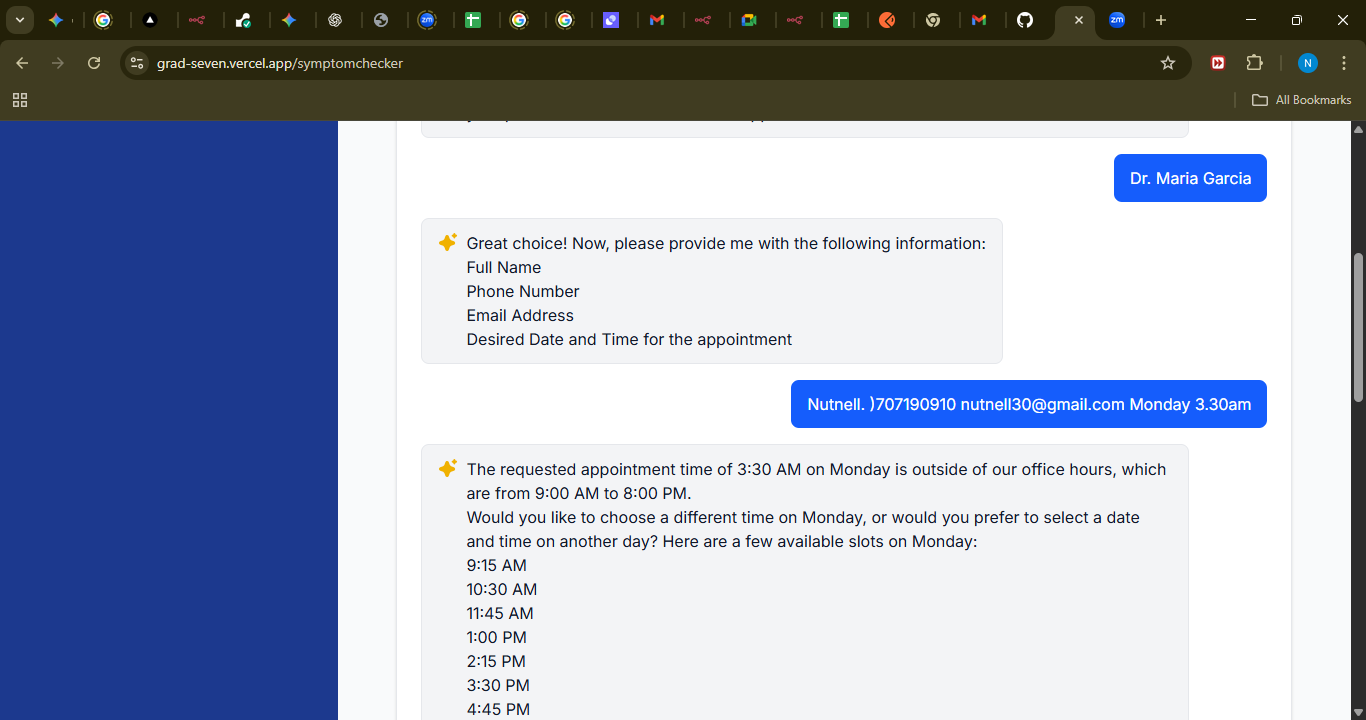 grad-seven.vercel.app/symptomchecker
N
All Bookmarks
Dr. Maria Garcia
Great choice! Now, please provide me with the following information:
Full Name
Phone Number
Email Address
Desired Date and Time for the appointment
Nutnell. )707190910 nutnell30@gmail.com Monday 3.30am
The requested appointment time of 3:30 AM on Monday is outside of our office hours, which
are from 9:00 AM to 8:00 PM.
Would you like to choose a different time on Monday, or would you prefer to select a date
and time on another day? Here are a few available slots on Monday:
9:15 AM
10:30 AM
11:45 AM
1:00 PM
2:15 PM
3:30 PM
4:45 PM